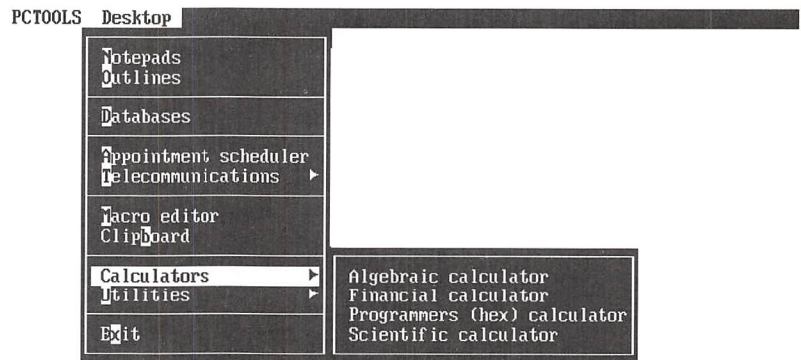 PCTOOLS Desktop
Notepads
Outlines
Databases
Appointment scheduler
Telecommunications ►
Macro editor
Clipboard
Calculators ►
Utilities ►
Exit
Algebraic calculator
Financial calculator
Programmers (hex) calculator
Scientific calculator